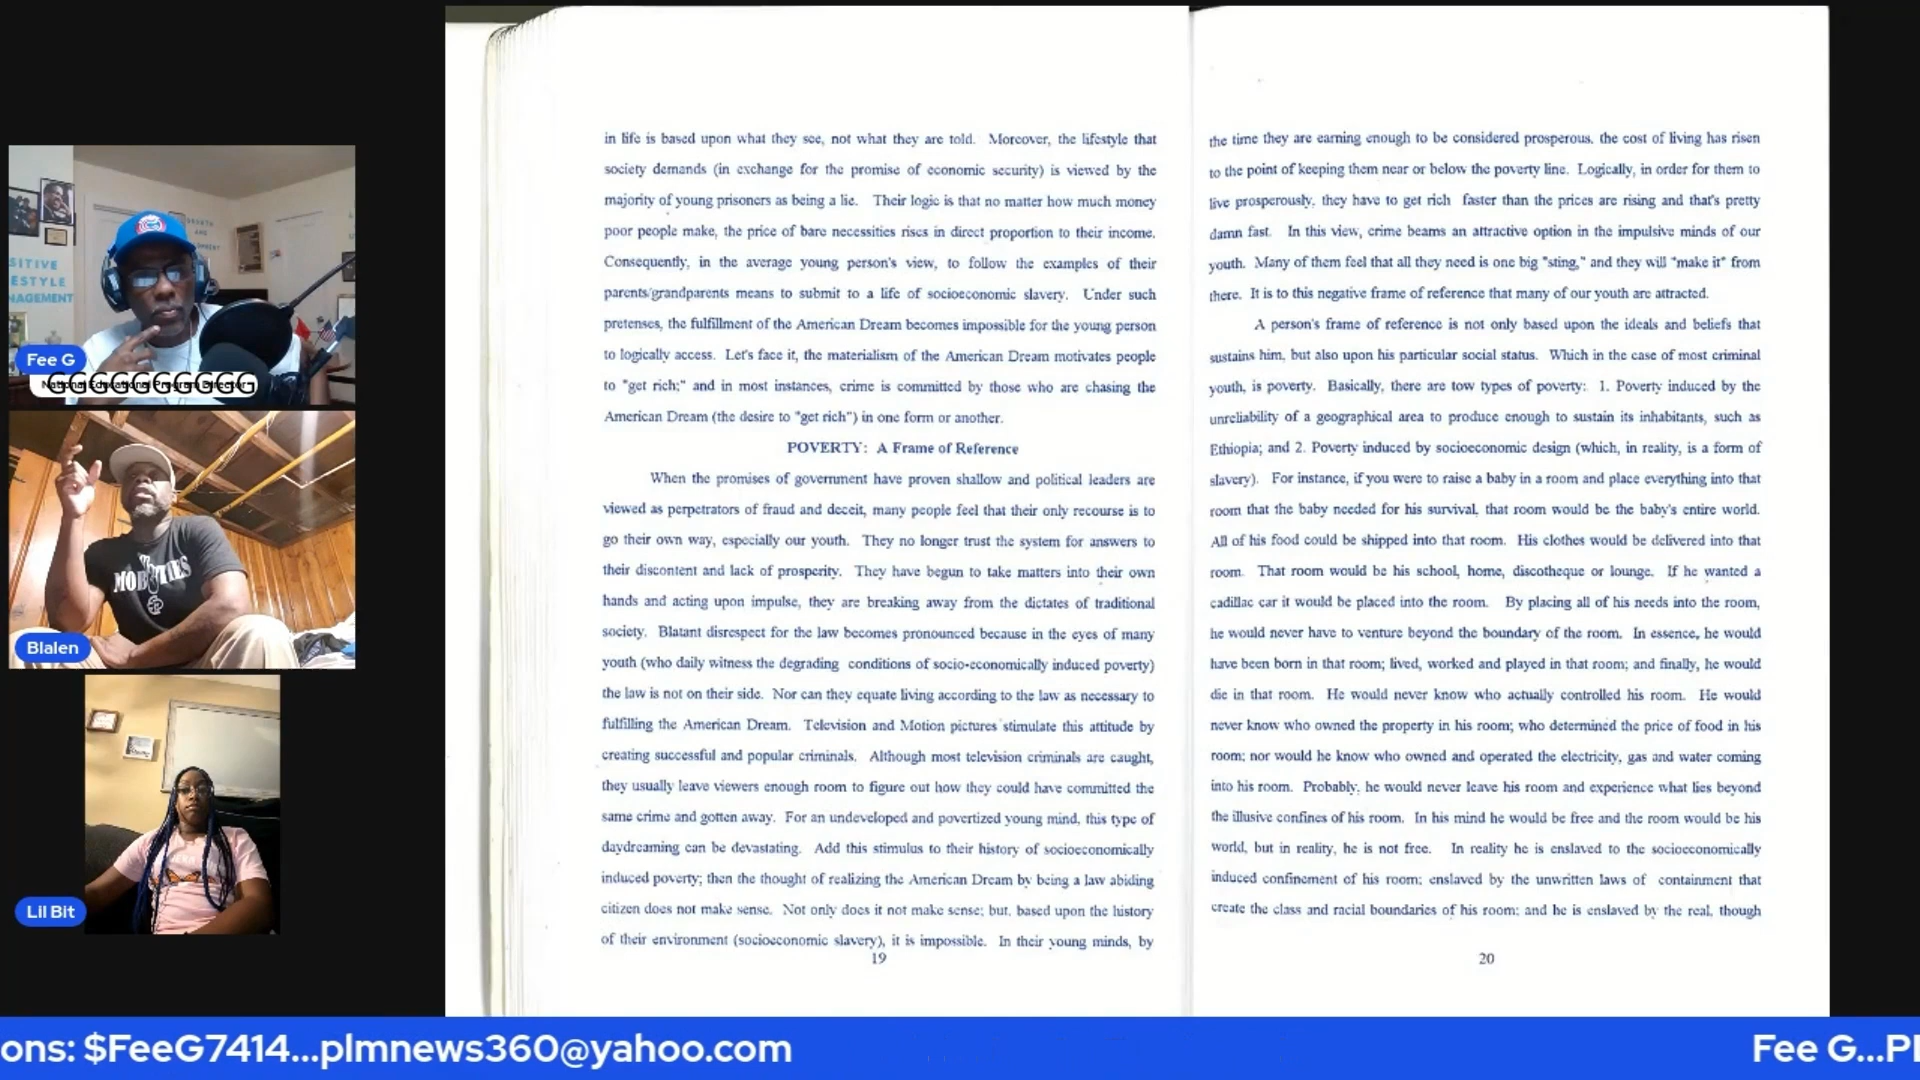 SITIVE
ESTYLE
NAGEMENT
Fee G
National Educational Program Director
GGGGGGGGGG
Blalen
Lil Bit
in life is based upon what they see, not what they are told. Moreover, the lifestyle that
society demands (in exchange for the promise of economic security) is viewed by the
majority of young prisoners as being a lie. Their logic is that no matter how much money
poor people make, the price of bare necessities rises in direct proportion to their income.
Consequently, in the average young person's view, to follow the examples of their
parents/grandparents means to submit to a life of socioeconomic slavery. Under such
pretenses, the fulfillment of the American Dream becomes impossible for the young person
to logically access. Let's face it, the materialism of the American Dream motivates people
to "get rich;" and in most instances, crime is committed by those who are chasing the
American Dream (the desire to "get rich") in one form or another.
POVERTY: A Frame of Reference
When the promises of government have proven shallow and political leaders are
viewed as perpetrators of fraud and deceit, many people feel that their only recourse is to
go their own way, especially our youth. They no longer trust the system for answers to
their discontent and lack of prosperity. They have begun to take matters into their own
hands and acting upon impulse, they are breaking away from the dictates of traditional
society. Blatant disrespect for the law becomes pronounced because in the eyes of many
youth (who daily witness the degrading conditions of socio-economically induced poverty)
the law is not on their side. Nor can they equate living according to the law as necessary to
fulfilling the American Dream. Television and Motion pictures stimulate this attitude by
creating successful and popular criminals. Although most television criminals are caught,
they usually leave viewers enough room to figure out how they could have committed the
same crime and gotten away. For an undeveloped and povertized young mind, this type of
daydreaming can be devastating. Add this stimulus to their history of socioeconomically
induced poverty; then the thought of realizing the American Dream by being a law abiding
citizen does not make sense. Not only does it not make sense; but, based upon the history
of their environment (socioeconomic slavery), it is impossible. In their young minds, by
19
the time they are earning enough to be considered prosperous, the cost of living has risen
to the point of keeping them near or below the poverty line. Logically, in order for them to
live prosperously, they have to get rich faster than the prices are rising and that's pretty
damn fast. In this view, crime beams an attractive option in the impulsive minds of our
youth. Many of them feel that all they need is one big "sting," and they will "make it" from
there. It is to this negative frame of reference that many of our youth are attracted.
A person's frame of reference is not only based upon the ideals and beliefs that
sustains him, but also upon his particular social status. Which in the case of most criminal
youth, is poverty. Basically, there are tow types of poverty: 1. Poverty induced by the
unreliability of a geographical area to produce enough to sustain its inhabitants, such as
Ethiopia; and 2. Poverty induced by socioeconomic design (which, in reality, is a form of
slavery). For instance, if you were to raise a baby in a room and place everything into that
room that the baby needed for his survival, that room would be the baby's entire world.
All of his food could be shipped into that room. His clothes would be delivered into that
room. That room would be his school, home, discotheque or lounge. If he wanted a
cadillac car it would be placed into the room. By placing all of his needs into the room,
he would never have to venture beyond the boundary of the room. In essence, he would
have been born in that room; lived, worked and played in that room; and finally, he would
die in that room. He would never know who actually controlled his room. He would
never know who owned the property in his room; who determined the price of food in his
room; nor would he know who owned and operated the electricity, gas and water coming
into his room. Probably, he would never leave his room and experience what lies beyond
the illusive confines of his room. In his mind he would be free and the room would be his
world, but in reality, he is not free. In reality he is enslaved to the socioeconomically
induced confinement of his room; enslaved by the unwritten laws of containment that
create the class and racial boundaries of his room; and he is enslaved by the real, though
20
ons: $FeeG7414...plmnews360@yahoo.com
Fee G...Pl